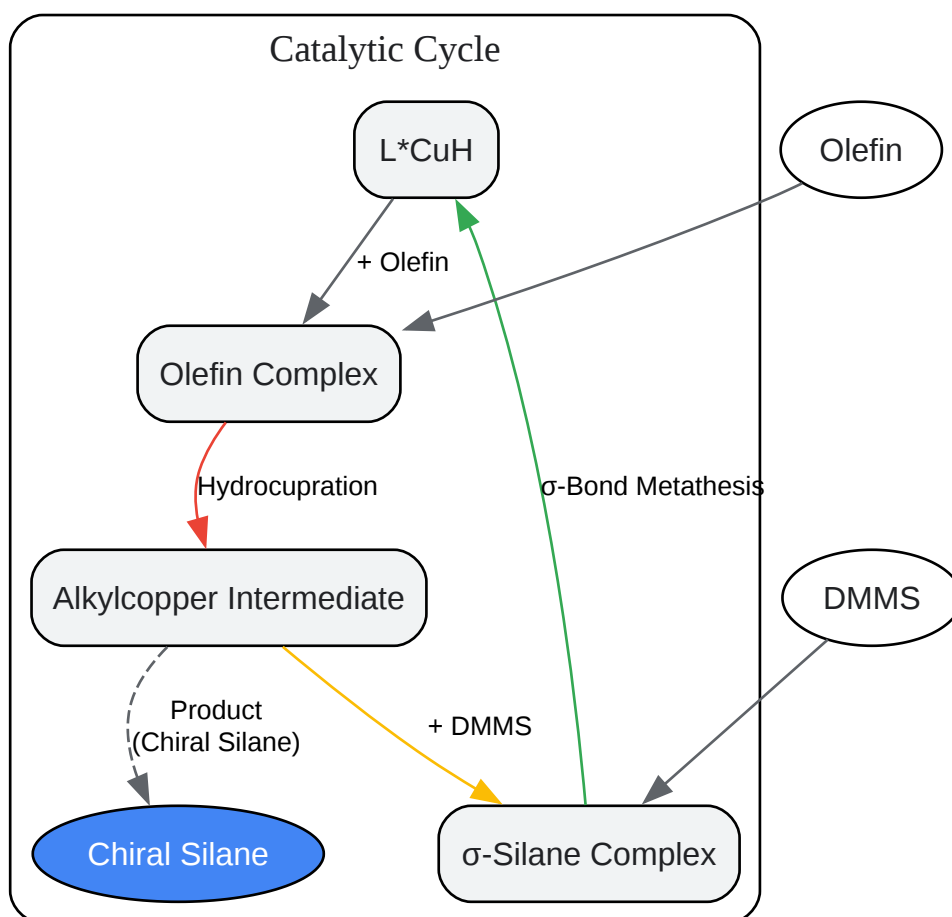 Catalytic Cycle
L*CuH
Olefin
+ Olefin
Olefin Complex
Hydrocupration
σ-Bond Metathesis
Alkylcopper Intermediate
DMMS
Product
(Chiral Silane)
+ DMMS
Chiral Silane
σ-Silane Complex